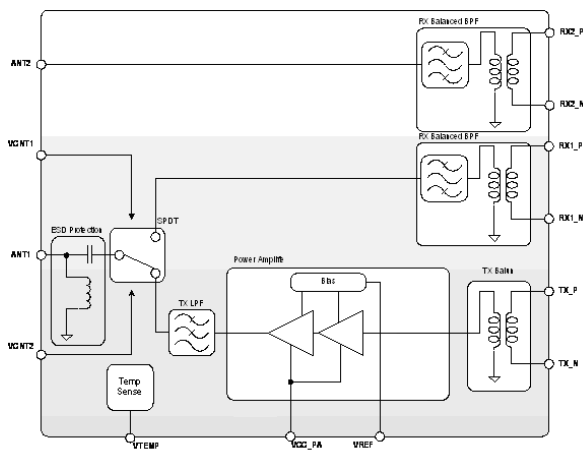 RX Balanced BPF
RX2_P
ANT2
RX2_N
VCNT1
RX Balanced BPF
RX1_P
SPDT
RX1_N
ESD Protection
ANT1
Power Amplifie
Bias
TX Balun
TX_P
TX LPF
VCNT2
TX_N
Temp
Sense
VTEMP
VCC_PA
VREF